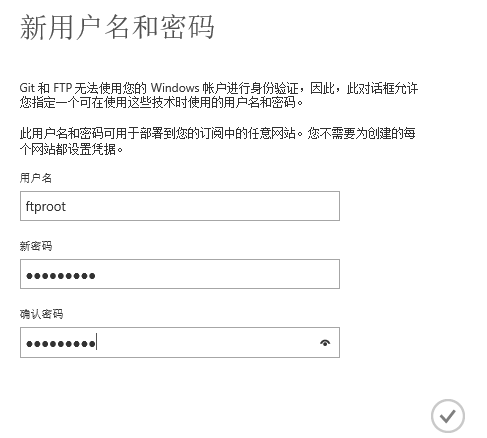 新用户名和密码
Git 和 FTP 无法使用您的 Windows 帐户进行身份验证，因此，此对话框允许
您指定一个可在使用这些技术时使用的用户名和密码。
此用户名和密码可用于部署到您的订阅中的任意网站。您不需要为创建的每
个网站都设置凭据。
用户名
ftproot
新密码
●●●●●●●●●
确认密码
●●●●●●●●●